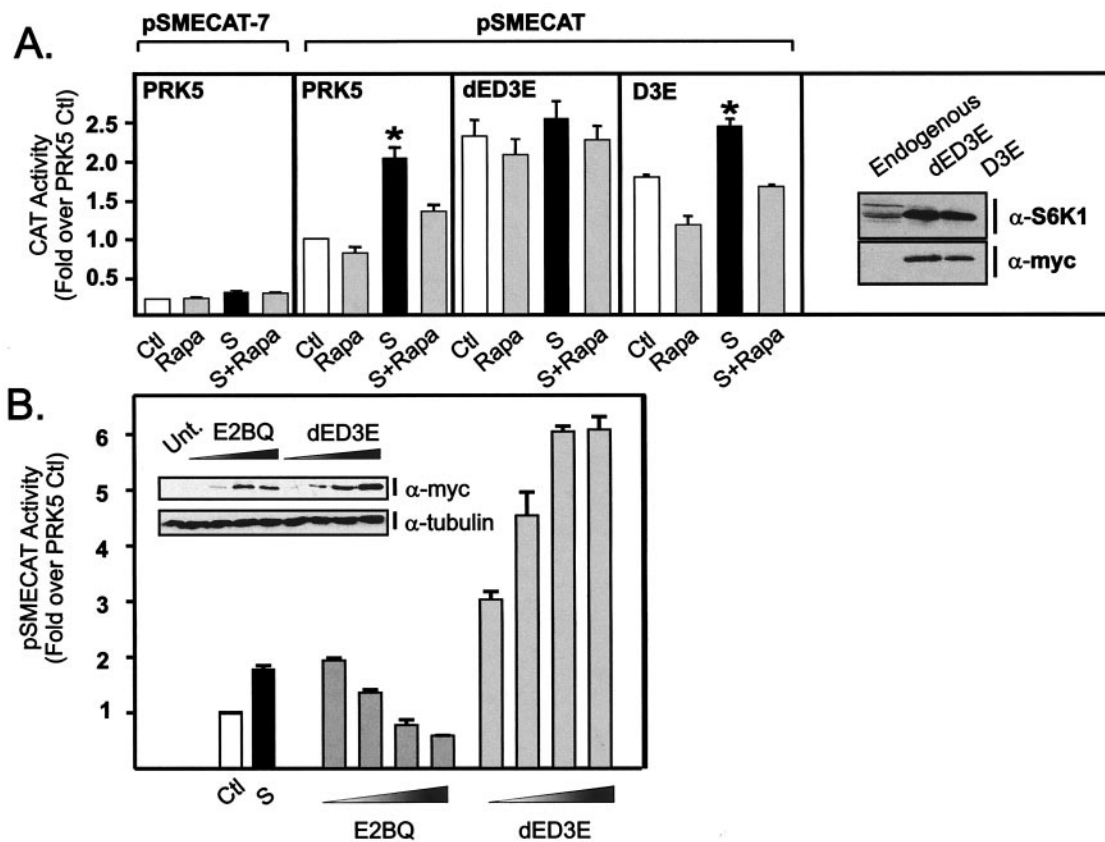 pSMECAT-7 pSMECAT
A.
PRK5 PRK5 dED3E D3E
CAT Activity
(Fold over PRK5 Ctl)
2.5
2.0
1.5
1.0
0.5
* *
Ctl Rapa S S+Rapa Ctl Rapa S S+Rapa Ctl Rapa S S+Rapa Ctl Rapa S S+Rapa
Endogenous dED3E D3E
α-S6K1
α-myc
B.
pSMECAT Activity
(Fold over PRK5 Ctl)
6
5
4
3
2
1
Unt. E2BQ dED3E
α-myc
α-tubulin
Ctl S
E2BQ dED3E